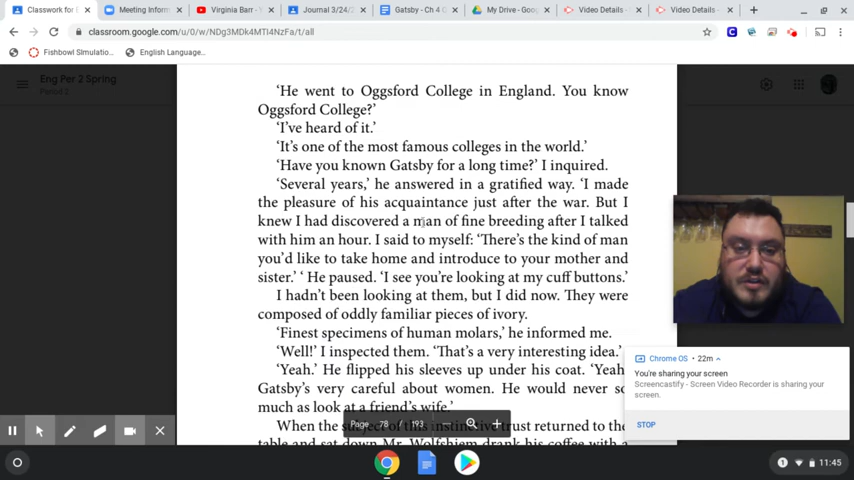 Classwork for E
Meeting Inform
Virginia Barr - 
Journal 3/24/
Gatsby - Ch 4 Q
My Drive - Goo
Video Details -
Video Details -
classroom.google.com/u/0/w/NDg3MDk4MTI4NzFa/t/all
Fishbowl SImulatio...
English Language...
Eng Per 2 Spring
‘He went to Oggsford College in England. You know
Oggsford College?’
‘I’ve heard of it.’
‘It’s one of the most famous colleges in the world.’
‘Have you known Gatsby for a long time?’ I inquired.
‘Several years,’ he answered in a gratified way. ‘I made
the pleasure of his acquaintance just after the war. But I
knew I had discovered a man of fine breeding after I talked
with him an hour. I said to myself: ‘There’s the kind of man
you’d like to take home and introduce to your mother and
sister.’ ‘ He paused. ‘I see you’re looking at my cuff buttons.’
I hadn’t been looking at them, but I did now. They were
composed of oddly familiar pieces of ivory.
‘Finest specimens of human molars,’ he informed me.
‘Well!’ I inspected them. ‘That’s a very interesting idea.’
‘Yeah.’ He flipped his sleeves up under his coat. ‘Yeah,
Gatsby’s very careful about women. He would never so
much as look at a friend’s wife.’
When the subject of this instinctive trust returned to the
table and sat down Mr. Wolfshiem drank his coffee with a
Page 78 / 193
Chrome OS • 22m
You're sharing your screen
Screencastify - Screen Video Recorder is sharing your
screen.
STOP
1
11:45